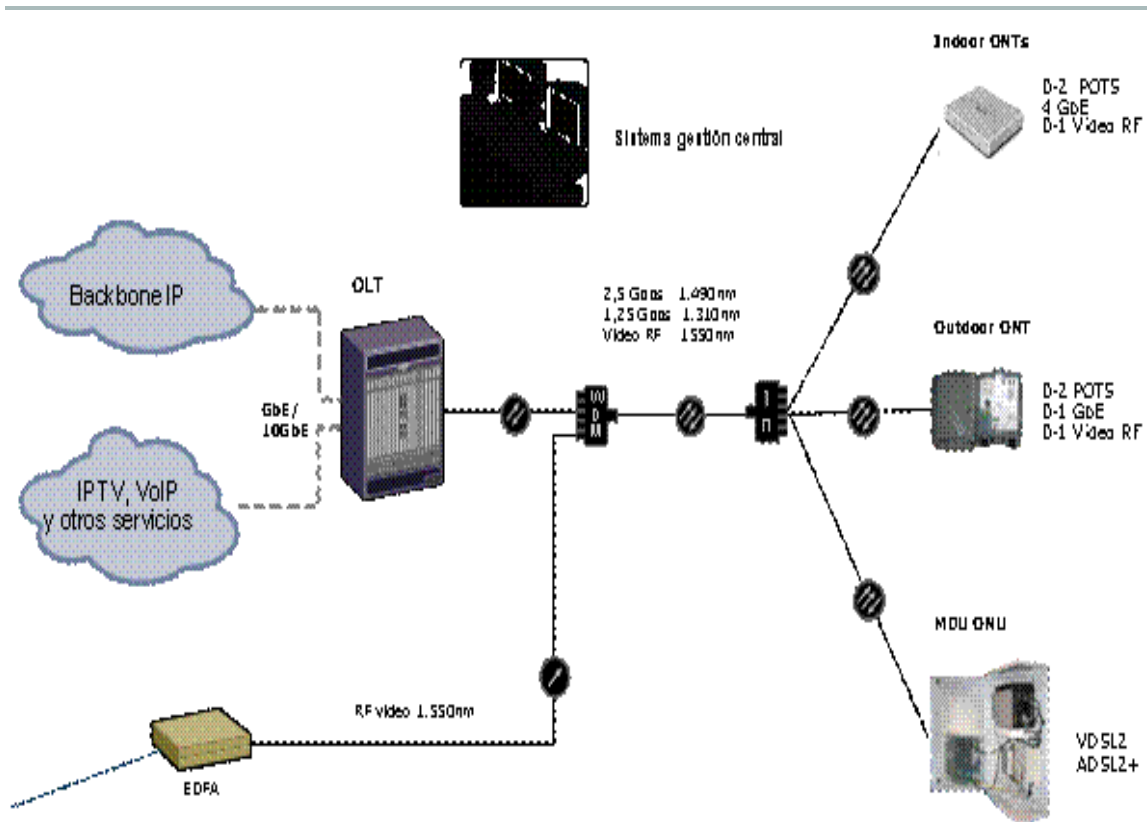 Indoor ONTs
0-2 POTS
4 GbE
0-1 Video RF
Sistema gestión central
Backbone IP
OLT
2,5 Gbps 1.490nm
1,25 Gbps 1.310nm
Video RF 1550nm
GbE/
10GbE
WDM
1:n
Outdoor ONT
0-2 POTS
0-1 GbE
0-1 Video RF
IPTV, VoIP
y otros servicios
MDU ONU
VDSL2
ADSL2+
RF video 1.550nm
EDFA